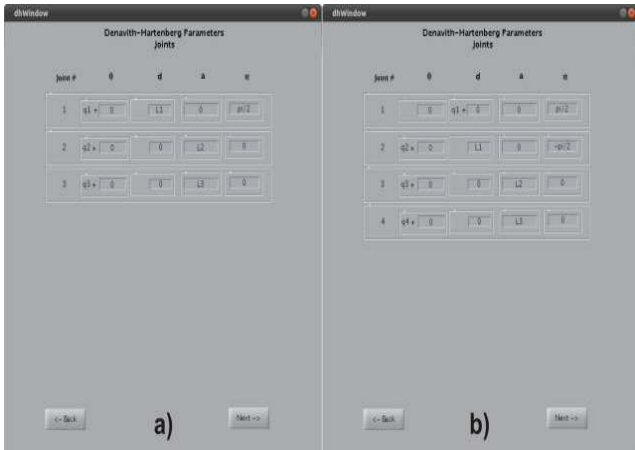 dhWindow
Denavith-Hartenberg Parameters
Joints
Joint # θ d a α
1 q1 + 0 L1 0 pi/2
2 q2 + 0 0 L2 0
3 q3 + 0 0 L3 0
<- Back
Next ->
a)
dhWindow
Denavith-Hartenberg Parameters
Joints
Joint # θ d a α
1 0 q1 + 0 0 pi/2
2 q2 + 0 L1 0 -pi/2
3 q3 + 0 0 L2 0
4 q4 + 0 0 L3 0
<- Back
Next ->
b)